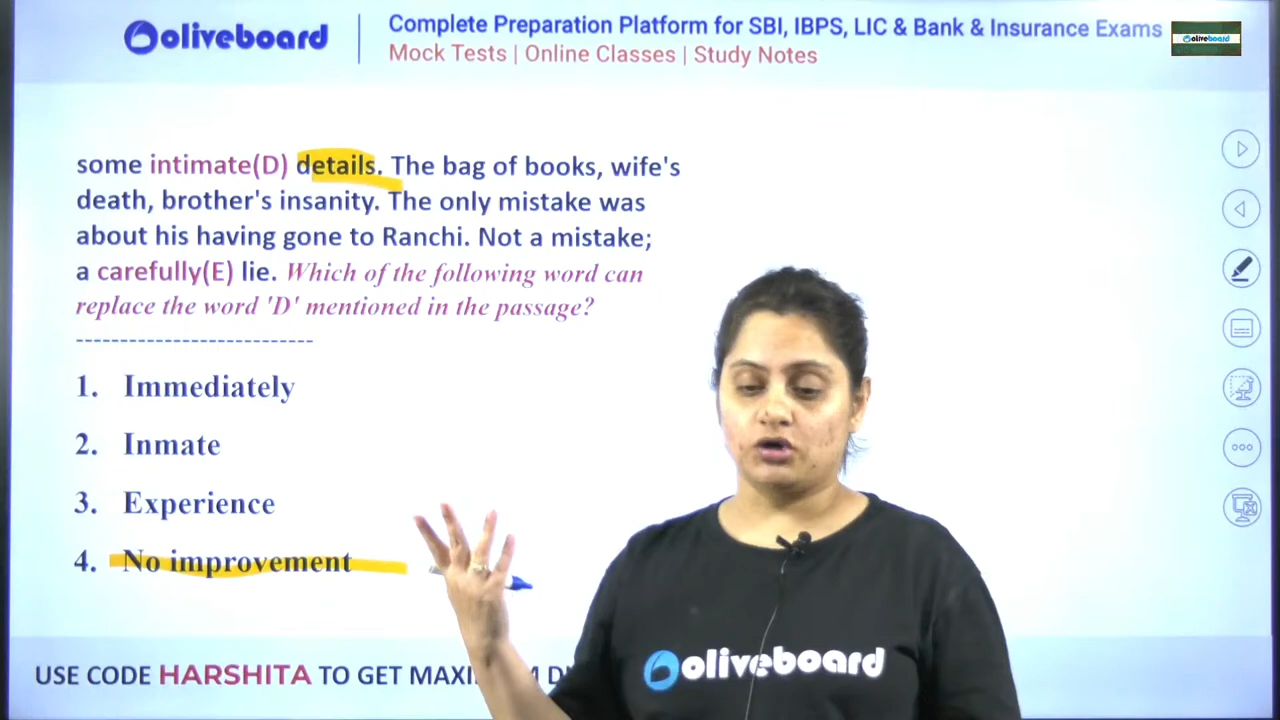 oliveboard
Complete Preparation Platform for SBI, IBPS, LIC & Bank & Insurance Exams
Mock Tests | Online Classes | Study Notes
oliveboard
some intimate(D) details. The bag of books, wife's
death, brother's insanity. The only mistake was
about his having gone to Ranchi. Not a mistake;
a carefully(E) lie. Which of the following word can
replace the word 'D' mentioned in the passage?
--------------------------
1. Immediately
2. Inmate
3. Experience
4. No improvement
oliveboard
USE CODE HARSHITA TO GET